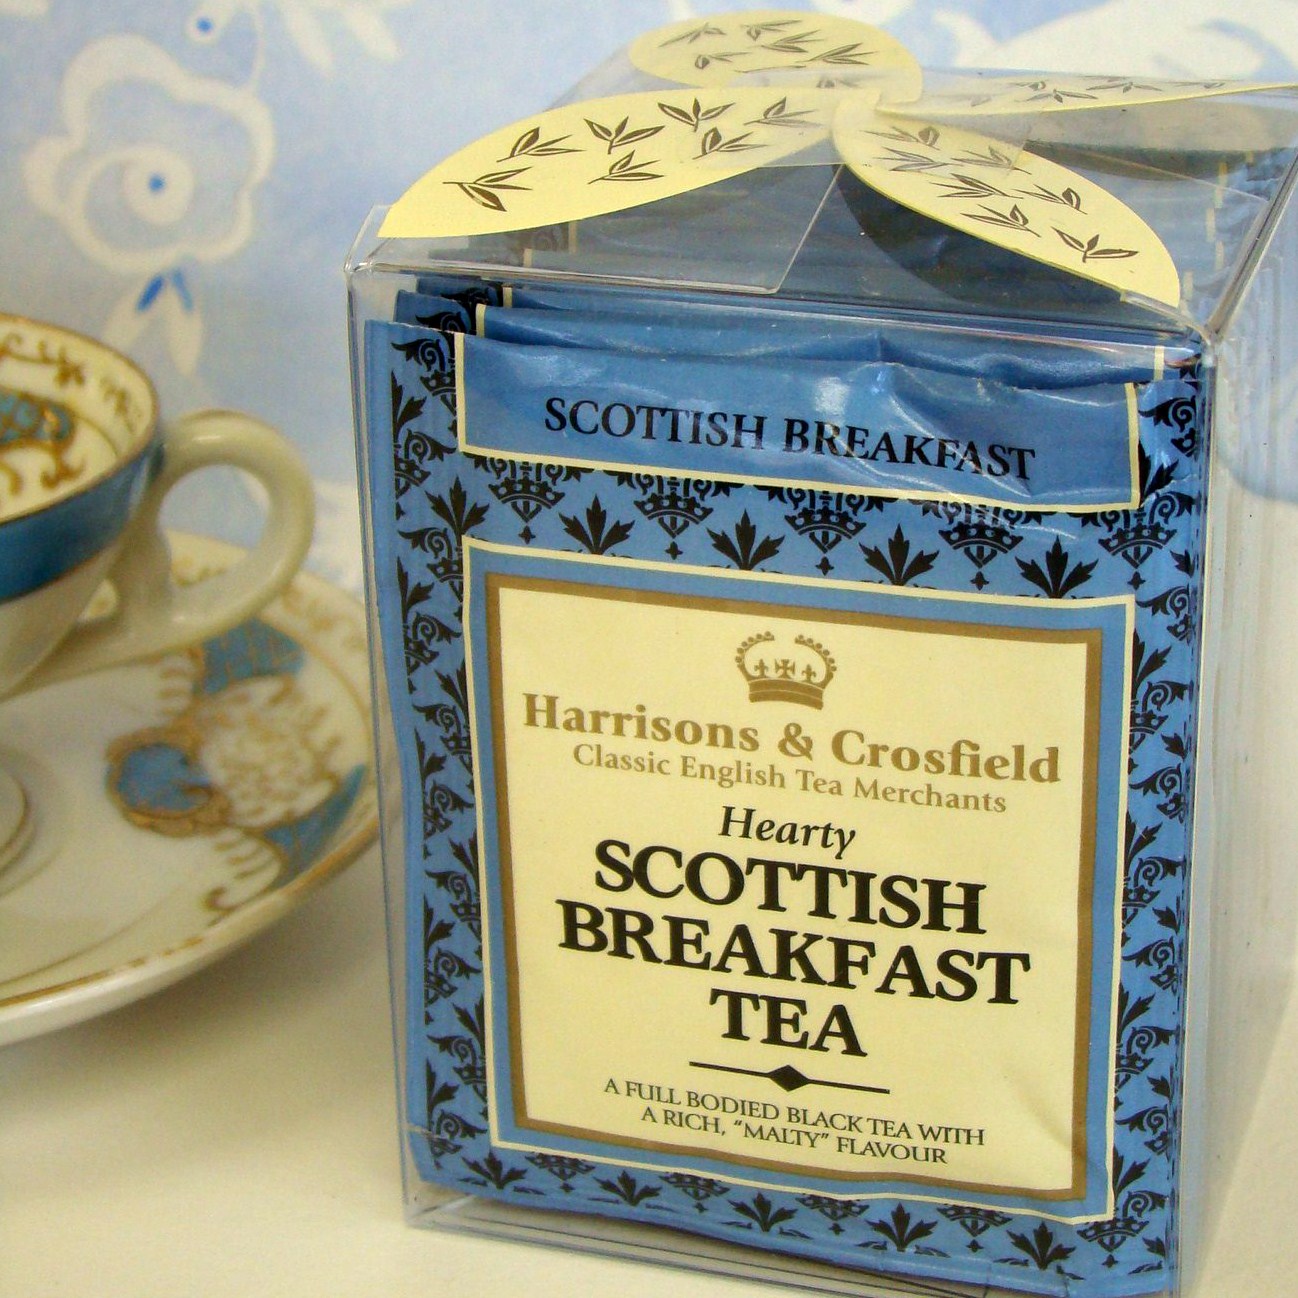 SCOTTISH BREAKFAST
Harrisons & Crosfield
Classic English Tea Merchants
Hearty
SCOTTISH
BREAKFAST
TEA
A FULL BODIED BLACK TEA WITH
A RICH, “MALTY” FLAVOUR